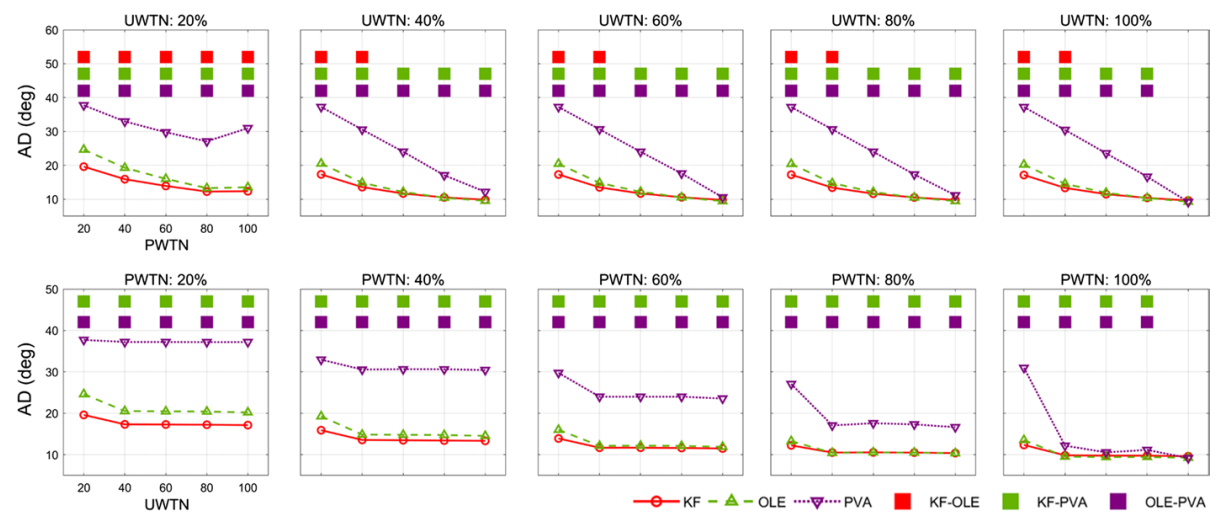 UWTN: 20% UWTN: 40% UWTN: 60% UWTN: 80% UWTN: 100%
60
50
40
30
20
10
AD (deg)
20 40 60 80 100
PWTN
PWTN: 20% PWTN: 40% PWTN: 60% PWTN: 80% PWTN: 100%
50
40
30
20
10
AD (deg)
20 40 60 80 100
UWTN
KF OLE PVA KF-OLE KF-PVA OLE-PVA